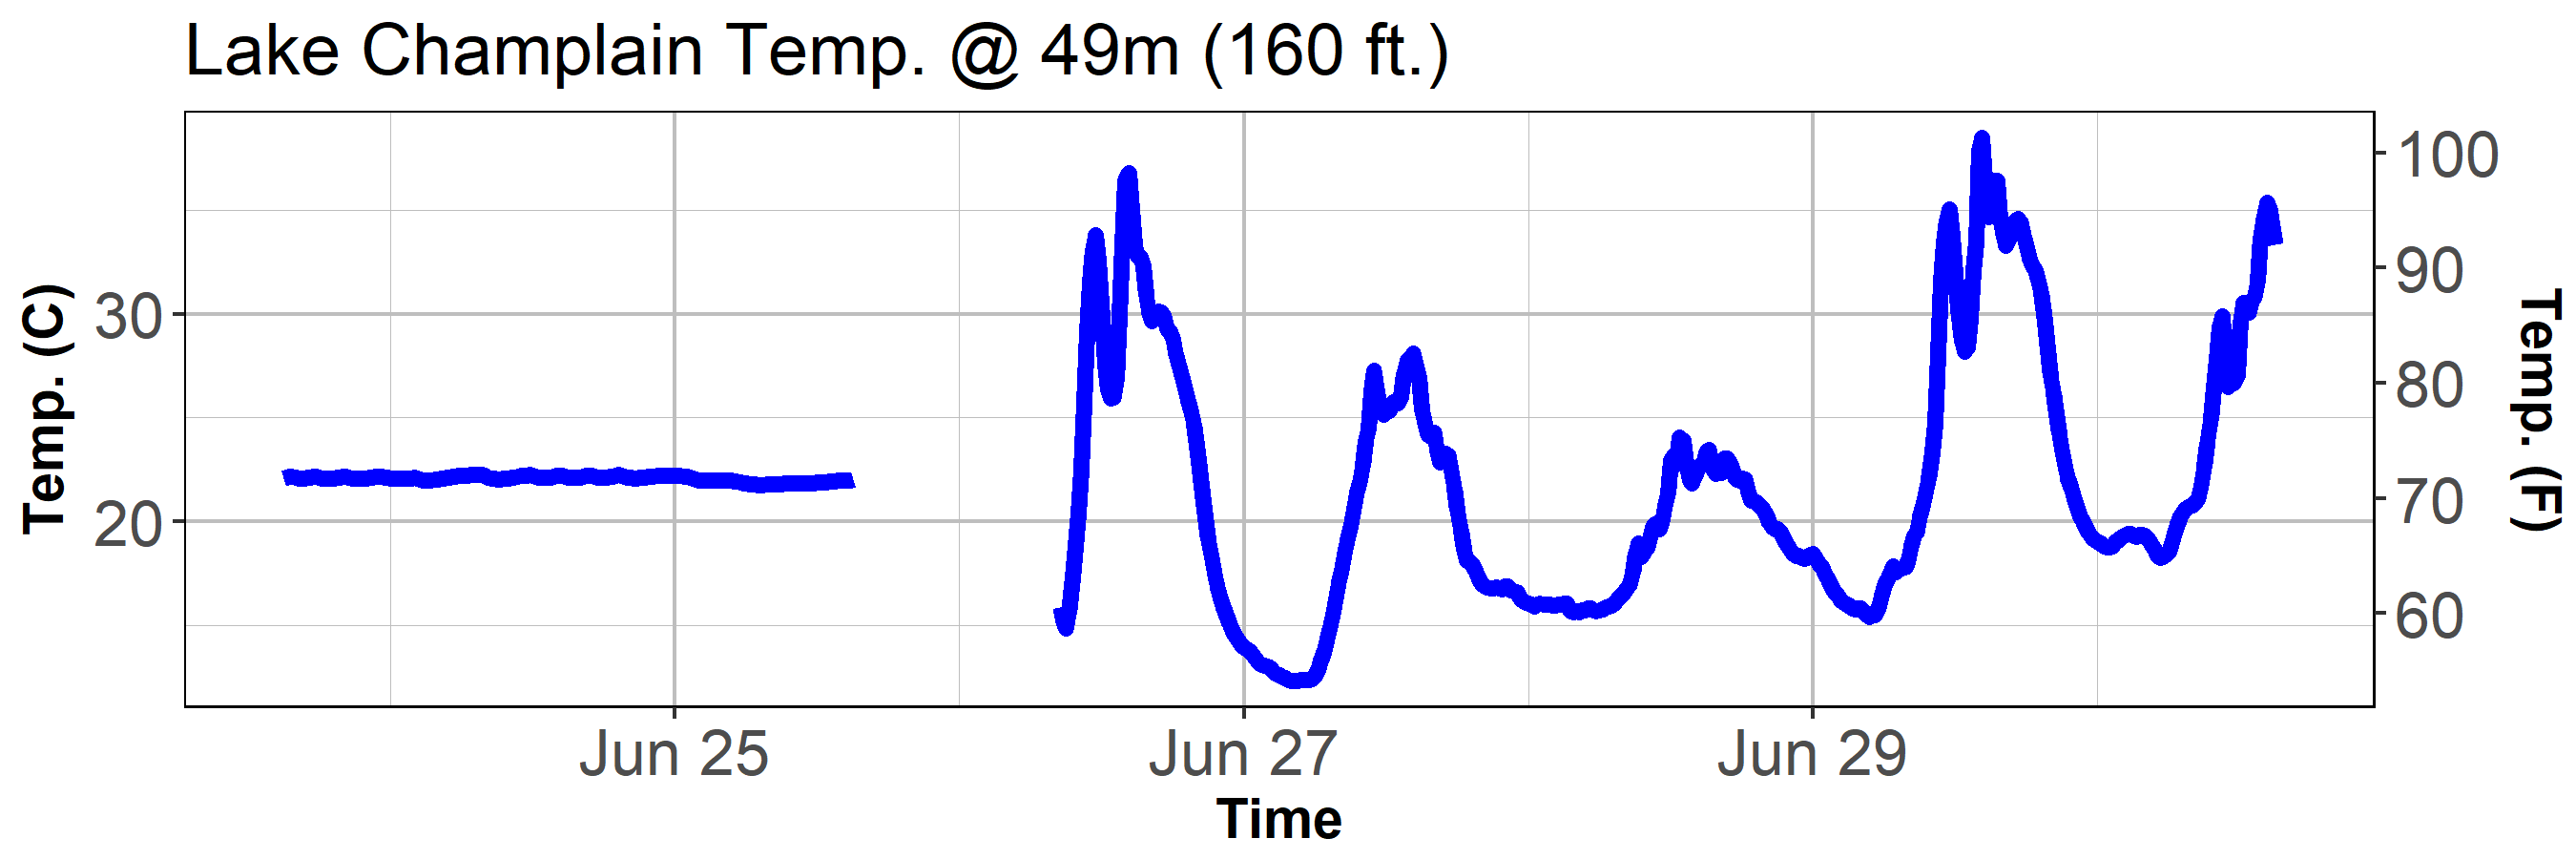 Lake Champlain Temp. @ 49m (160 ft.)
Temp. (C)
30
20
100
90
80
70
60
Temp. (F)
Jun 25
Jun 27
Jun 29
Time